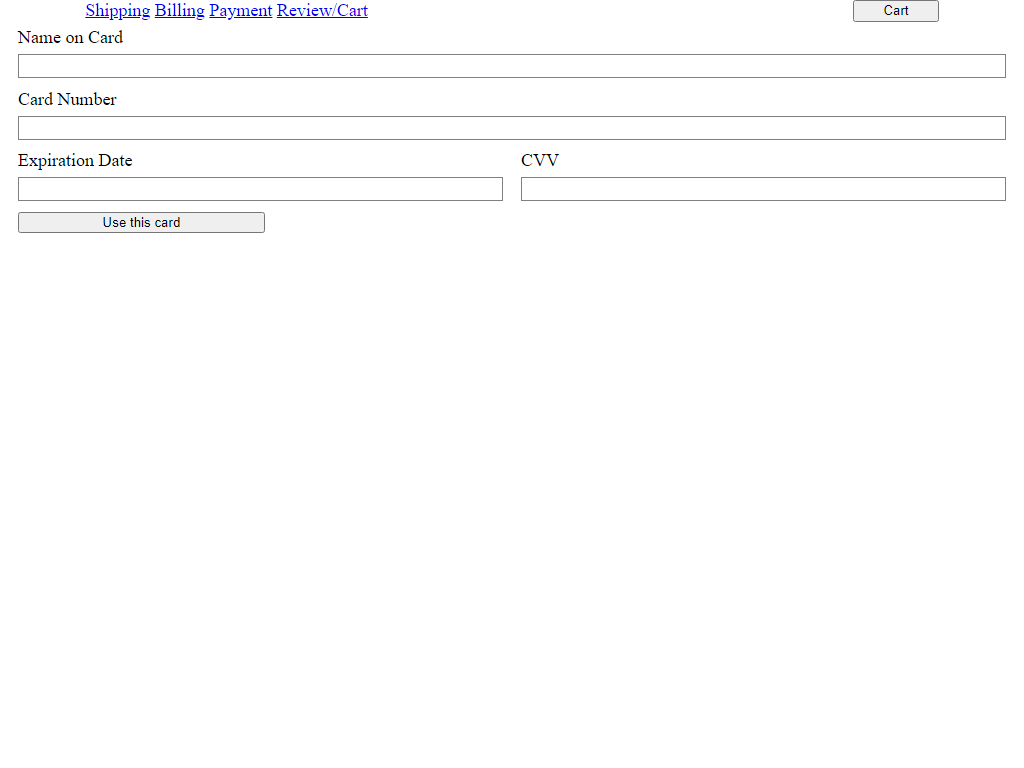 Shipping Billing Payment Review/Cart Cart
Name on Card
Card Number
Expiration Date CVV
Use this card